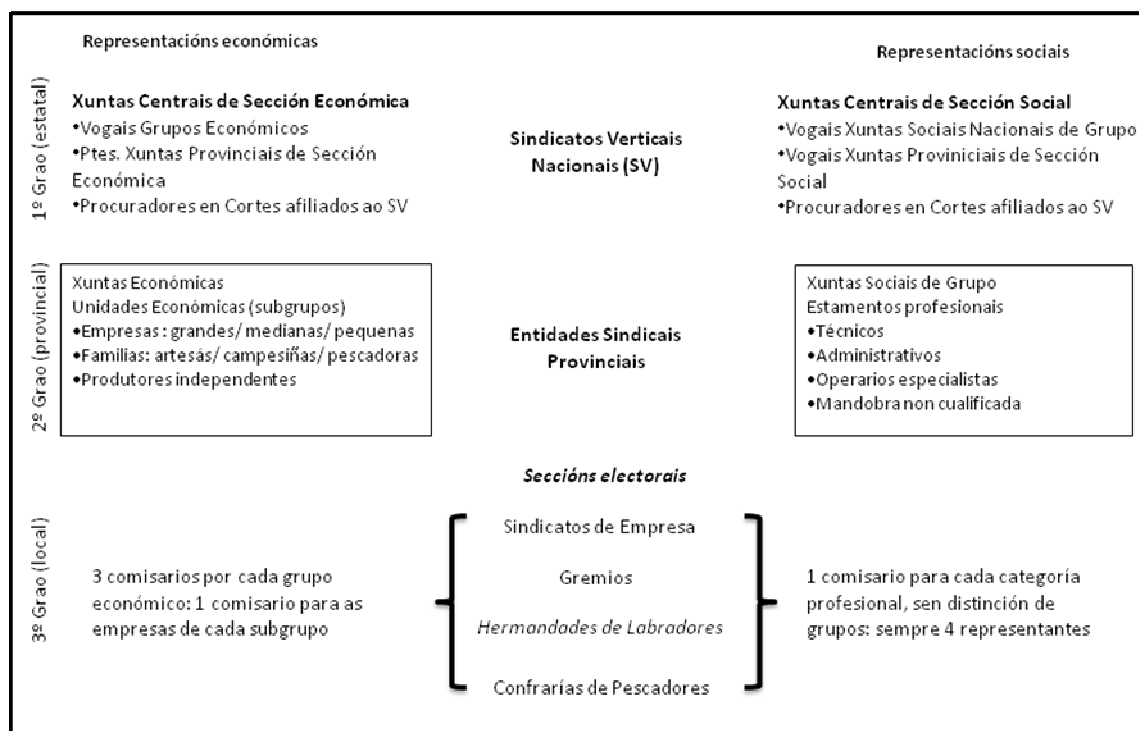 Representacións económicas
Representacións sociais
1º Grao (estatal)
Xuntas Centrais de Sección Económica
•Vogais Grupos Económicos
•Ptes. Xuntas Provinciais de Sección
Económica
•Procuradores en Cortes afiliados ao SV
Sindicatos Verticais
Nacionais (SV)
Xuntas Centrais de Sección Social
•Vogais Xuntas Sociais Nacionais de Grupo
•Vogais Xuntas Proviniciais de Sección
Social
•Procuradores en Cortes afiliados ao SV
2º Grao (provincial)
Xuntas Económicas
Unidades Económicas (subgrupos)
•Empresas : grandes/ medianas/ pequenas
•Familias: artesás/ campesiñas/ pescadoras
•Produtores independentes
Entidades Sindicais
Provinciais
Xuntas Sociais de Grupo
Estamentos profesionais
•Técnicos
•Administrativos
•Operarios especialistas
•Mandobra non cualificada
3º Grao (local)
Seccións electorais
3 comisarios por cada grupo
económico: 1 comisario para as
empresas de cada subgrupo
Sindicatos de Empresa
Gremios
Hermandades de Labradores
Confrarías de Pescadores
1 comisario para cada categoría
profesional, sen distinción de
grupos: sempre 4 representantes